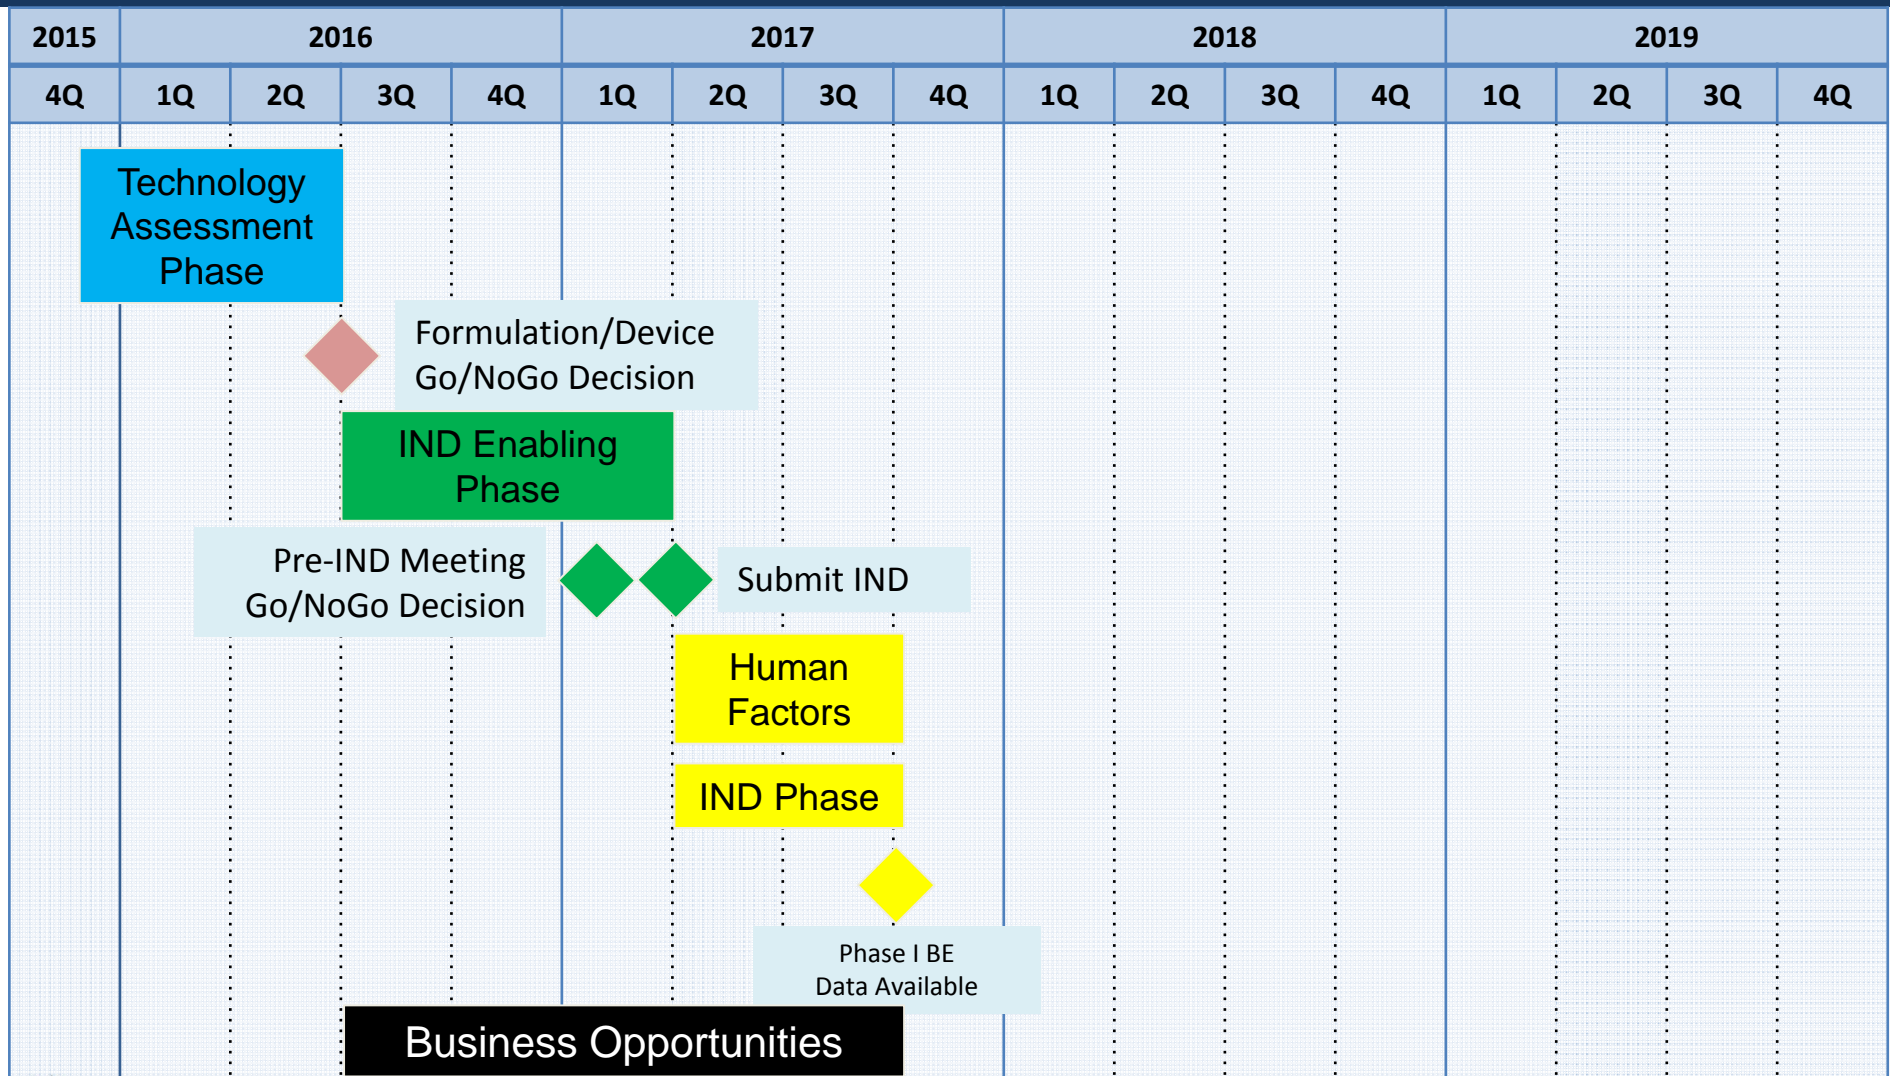 2015 2016 2017 2018 2019
4Q 1Q 2Q 3Q 4Q 1Q 2Q 3Q 4Q 1Q 2Q 3Q 4Q 1Q 2Q 3Q 4Q
Technology
Assessment
Phase
Formulation/Device
Go/NoGo Decision
IND Enabling
Phase
Pre-IND Meeting
Go/NoGo Decision
Submit IND
Human
Factors
IND Phase
Phase I BE
Data Available
Business Opportunities